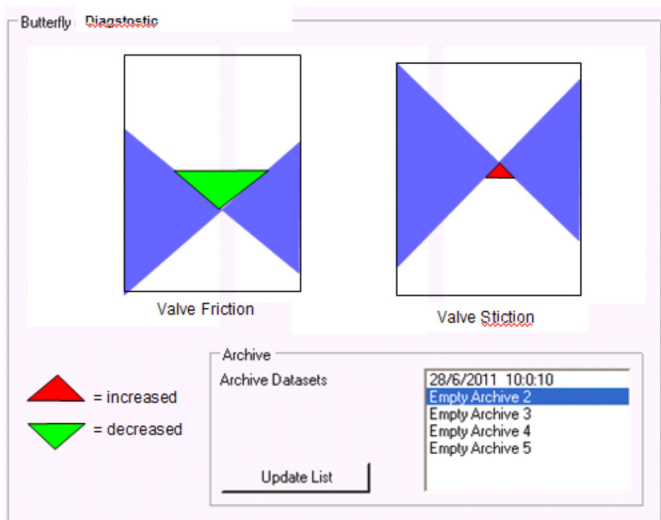 Butterfly Diagstostic
Valve Friction
Valve Stiction
= increased
= decreased
Archive
Archive Datasets
28/6/2011 10:0:10
Empty Archive 2
Empty Archive 3
Empty Archive 4
Empty Archive 5
Update List